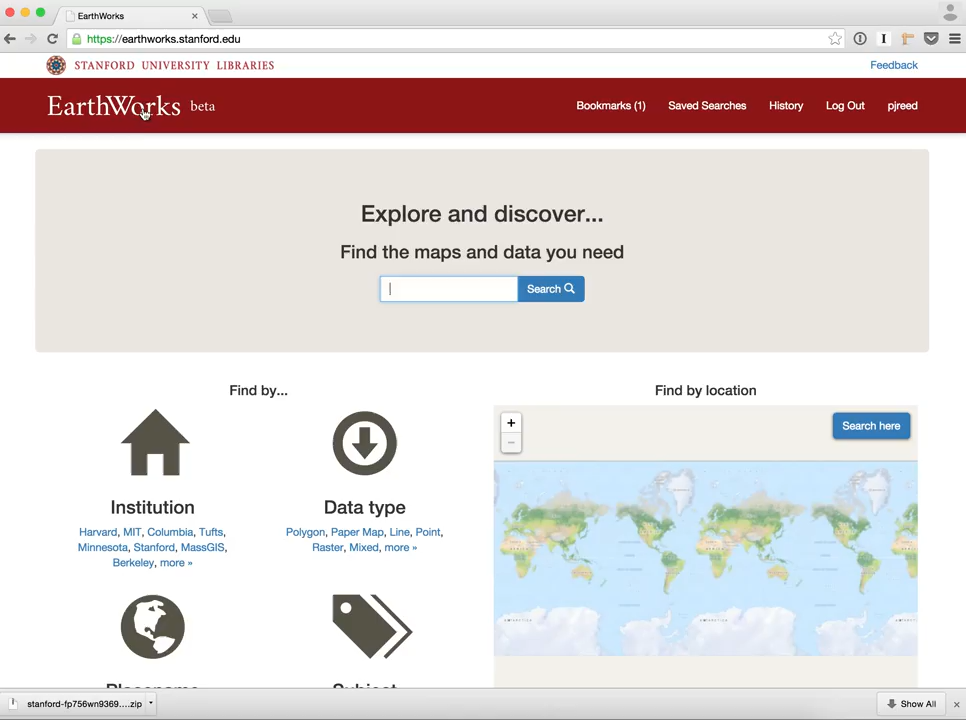 EarthWorks
https://earthworks.stanford.edu
STANFORD UNIVERSITY LIBRARIES
Feedback
EarthWorks beta
Bookmarks (1) Saved Searches History Log Out pjreed
Explore and discover...
Find the maps and data you need
Search
Find by...
Find by location
+
Search here
Institution
Data type
Harvard, MIT, Columbia, Tufts,
Minnesota, Stanford, MassGIS,
Berkeley, more »
Polygon, Paper Map, Line, Point,
Raster, Mixed, more »
Placename
Subject
stanford-fp756wn9369....zip
Show All